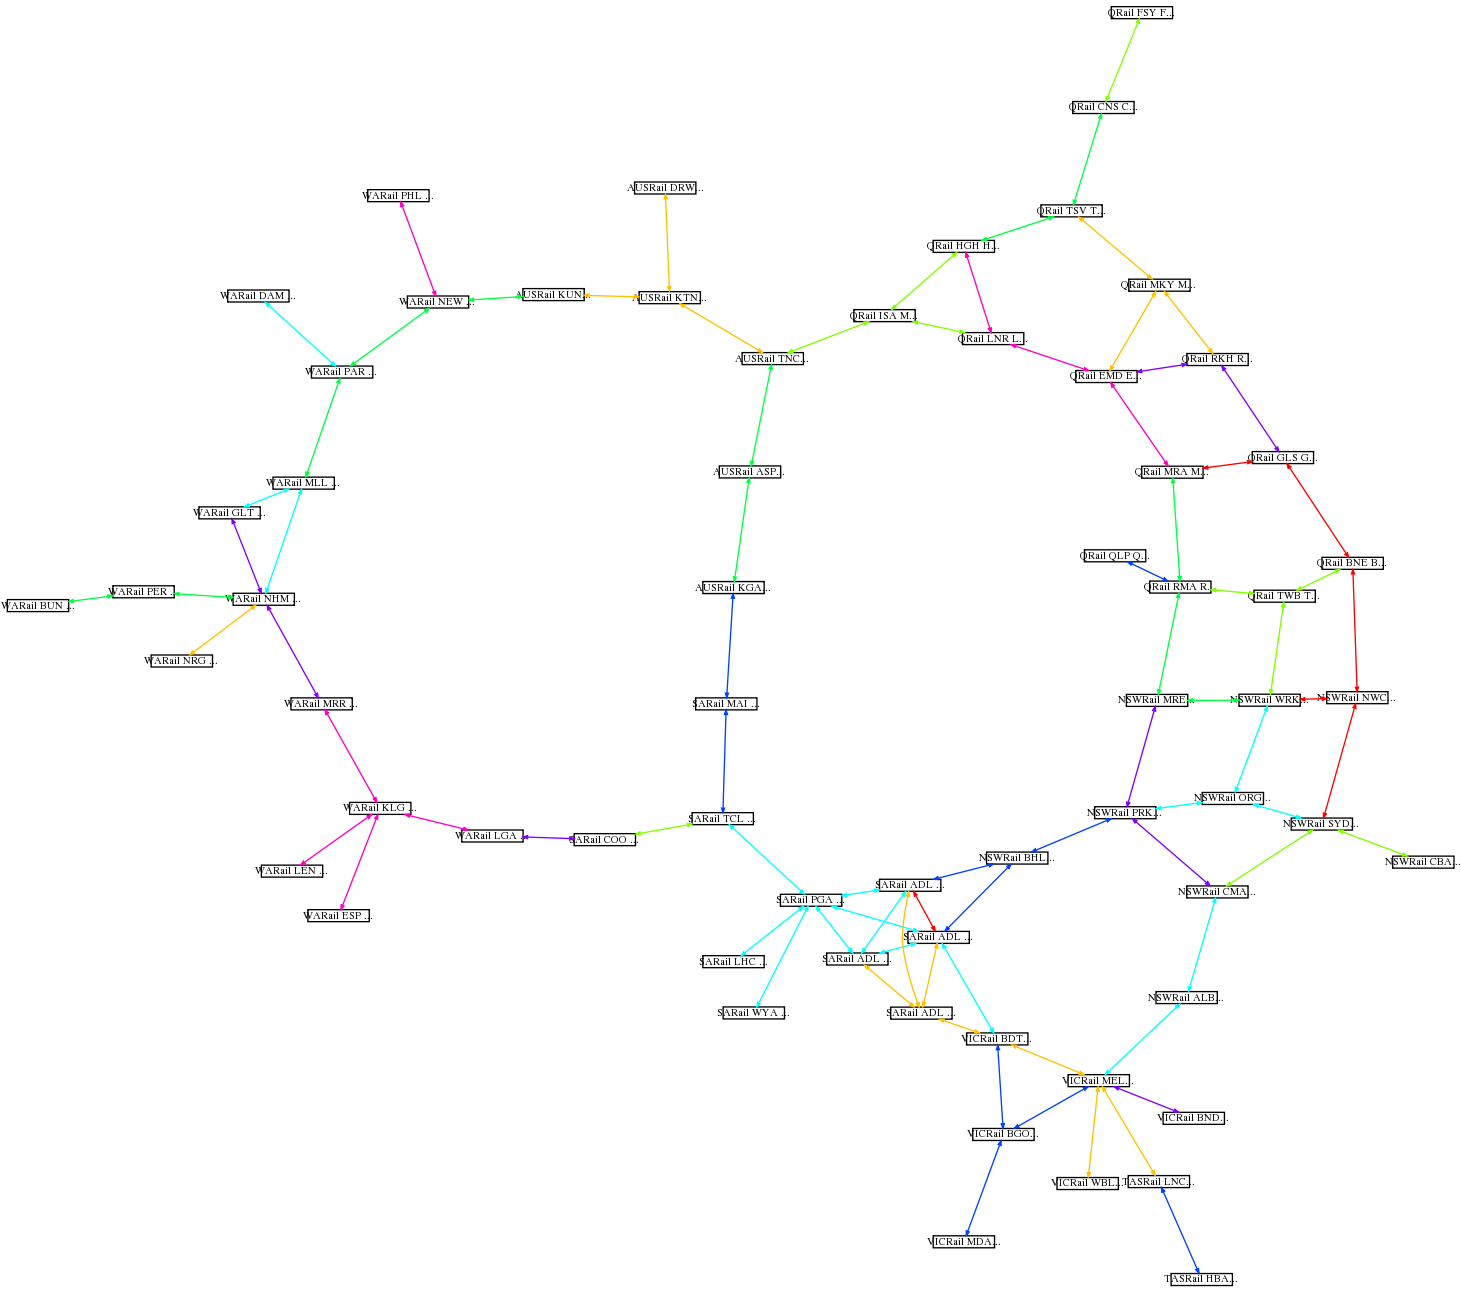 QRail FSY F...
QRail CNS C...
AUSRail DRW...
WARail PHL ...
QRail TSV T...
QRail HGH H...
QRail MKY M...
WARail DAM ...
WARail NEW ...
AUSRail KUN...
AUSRail KTN...
QRail ISA M...
QRail LNR L...
AUSRail TNC...
QRail RKH R...
WARail PAR ...
QRail EMD E...
QRail GLS G...
AUSRail ASP...
QRail MRA M...
WARail MLL ...
WARail GLT ...
QRail QLP Q...
QRail BNE B...
WARail PER ...
AUSRail KGA...
QRail RMA R...
QRail TWB T...
WARail BUN ...
WARail NHM ...
WARail NRG ...
WARail MRR ...
SARail MAI ...
NSWRail MRE...
NSWRail WRK...
NSWRail NWC...
NSWRail ORG...
WARail KLG ...
NSWRail PRK...
SARail TCL ...
NSWRail SYD...
WARail LGA ...
SARail COO ...
NSWRail BHL...
NSWRail CBA...
WARail LEN ...
SARail ADL ...
NSWRail CMA...
SARail PGA ...
WARail ESP ...
SARail ADL ...
SARail LHC ...
SARail ADL ...
NSWRail ALB...
SARail WYA ...
SARail ADL ...
VICRail BDT...
VICRail MEL...
VICRail BND...
VICRail BGO...
VICRail WBL...
TASRail LNC...
VICRail MDA...
TASRail HBA...